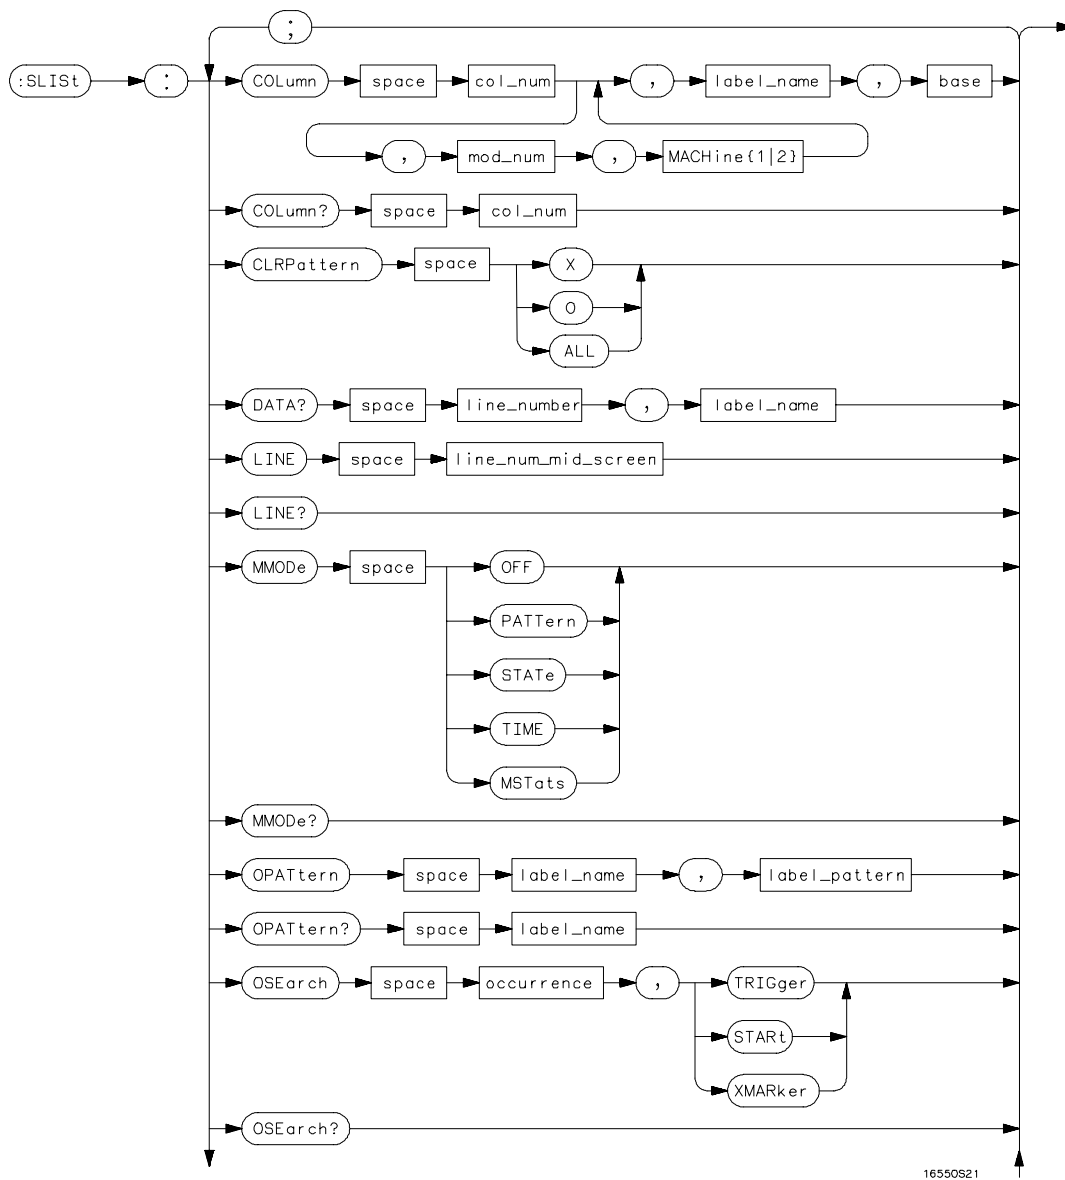 ;
:SLISt : COLumn space col_num , label_name , base
, mod_num , MACHine{1|2}
COLumn? space col_num
CLRPattern space X
O
ALL
DATA? space line_number , label_name
LINE space line_num_mid_screen
LINE?
MMODe space OFF
PATTern
STATe
TIME
MSTats
MMODe?
OPATtern space label_name , label_pattern
OPATtern? space label_name
OSEarch space occurrence , TRIGger
STARt
XMARker
OSEarch?
16550S21